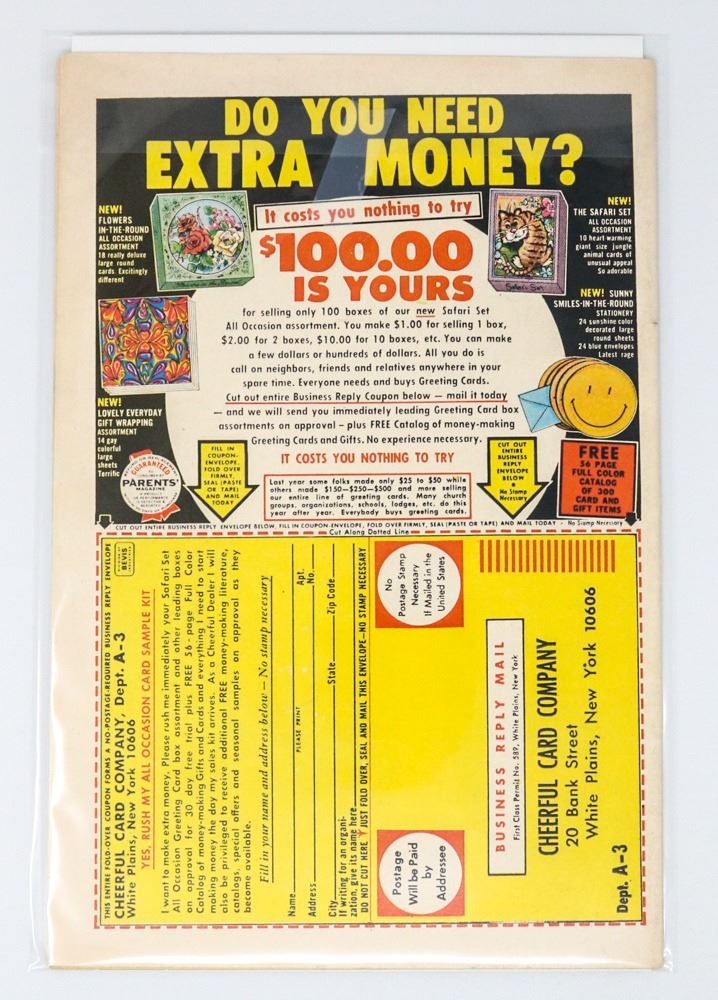 DO YOU NEED
EXTRA MONEY?
NEW!
FLOWERS
IN-THE-ROUND
ALL OCCASION
ASSORTMENT
18 really deluxe
large round
cards Excitingly
different
It costs you nothing to try
$100.00
IS YOURS
NEW!
THE SAFARI SET
ALL OCCASION
ASSORTMENT
10 heart warming
giant size jungle
animal cards of
unusual appeal
So adorable
Safari Set
NEW! SUNNY
SMILES-IN-THE-ROUND
STATIONERY
24 sunshine color
decorated large
round sheets
24 blue envelopes
Latest rage
for selling only 100 boxes of our new Safari Set
All Occasion assortment. You make $1.00 for selling 1 box,
$2.00 for 2 boxes, $10.00 for 10 boxes, etc. You can make
a few dollars or hundreds of dollars. All you do is
call on neighbors, friends and relatives anywhere in your
spare time. Everyone needs and buys Greeting Cards.
Cut out entire Business Reply Coupon below — mail it today
— and we will send you immediately leading Greeting Card box
assortments on approval – plus FREE Catalog of money-making
Greeting Cards and Gifts. No experience necessary.
IT COSTS YOU NOTHING TO TRY
NEW!
LOVELY EVERYDAY
GIFT WRAPPING
ASSORTMENT
14 gay
colorful
large
sheets
Terrific
GUARANTEED
PARENTS'
MAGAZINE
FILL IN
COUPON-
ENVELOPE,
FOLD OVER
FIRMLY,
SEAL (PASTE
OR TAPE)
AND MAIL
TODAY
Last year some folks made only $25 to $50 while
others made $150—$250—$500 and more selling
our entire line of greeting cards. Many church
groups, organizations, schools, lodges, etc. do this
year after year. Everybody buys greeting cards.
CUT OUT
ENTIRE
BUSINESS
REPLY
ENVELOPE
BELOW
No Stamp
Necessary
FREE
56 PAGE
FULL COLOR
CATALOG
OF 300
CARD AND
GIFT ITEMS
CUT OUT ENTIRE BUSINESS REPLY ENVELOPE BELOW, FILL IN COUPON-ENVELOPE, FOLD OVER FIRMLY, SEAL (PASTE OR TAPE) AND MAIL TODAY - No Stamp Necessary
Cut Along Dotted Line
THIS ENTIRE FOLD-OVER COUPON FORMS A NO-POSTAGE-REQUIRED BUSINESS REPLY ENVELOPE
CHEERFUL CARD COMPANY, Dept. A-3
White Plains, New York 10606
BEVIS
YES, RUSH MY ALL OCCASION CARD SAMPLE KIT
I want to make extra money. Please rush me immediately your Safari Set
All Occasion Greeting Card box assortment and other leading boxes
on approval for 30 day free trial plus FREE 56-page Full Color
Catalog of money-making Gifts and Cards and everything I need to start
making money the day my sales kit arrives. As a Cheerful Dealer I will
also be privileged to receive additional FREE money-making literature,
catalogs, special offers and seasonal samples on approval as they
become available.
Fill in your name and address below — No stamp necessary
Name
PLEASE PRINT
Address
Apt.
No.
City
State
Zip Code
If writing for an organi-
zation, give its name here
DO NOT CUT HERE JUST FOLD OVER, SEAL AND MAIL THIS ENVELOPE—NO STAMP NECESSARY
Postage
Will be Paid
by
Addressee
No
Postage Stamp
Necessary
If Mailed in the
United States
BUSINESS REPLY MAIL
First Class Permit No. 589, White Plains, New York
CHEERFUL CARD COMPANY
20 Bank Street
White Plains, New York 10606
Dept. A-3